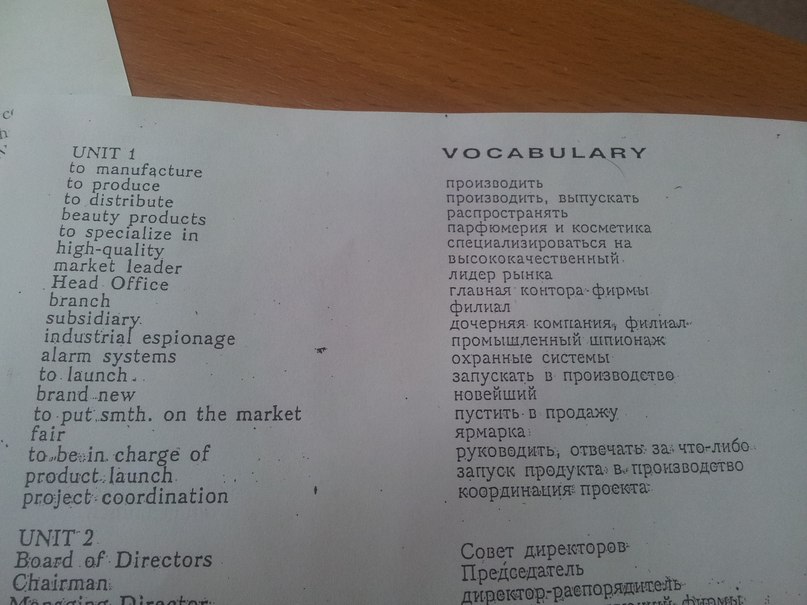 UNIT 1
to manufacture
to produce
to distribute
beauty products
to specialize in
high-quality
market leader
Head Office
branch
subsidiary
industrial espionage
alarm systems
to launch
brand new
to put smth. on the market
fair
to be in charge of
product launch
project coordination
UNIT 2
Board of Directors
Chairman
Managing Director
VOCABULARY
производить
производить, выпускать
распространять
парфюмерия и косметика
специализироваться на
высококачественный
лидер рынка
главная контора фирмы
филиал
дочерняя компания, филиал
промышленный шпионаж
охранные системы
запускать в производство
новейший
пустить в продажу
ярмарка
руководить, отвечать за что-либо
запуск продукта в производство
координация проекта
Совет директоров
Председатель
директор-распорядитель
фирмы